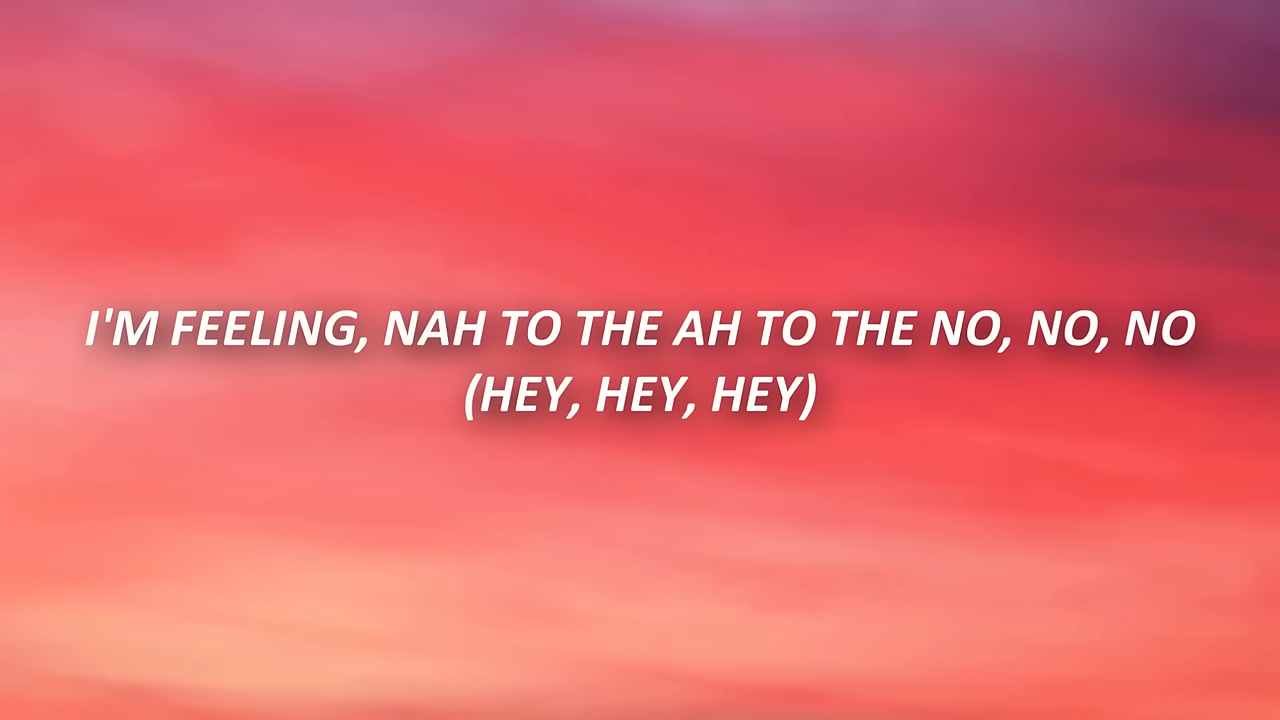 I'M FEELING, NAH TO THE AH TO THE NO, NO, NO
(HEY, HEY, HEY)